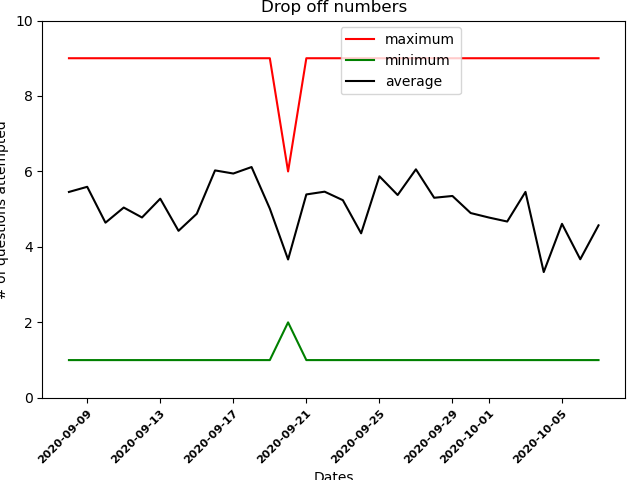 Drop off numbers
10
8
6
4
2
0
# of questions attempted
maximum
minimum
average
2020-09-09
2020-09-13
2020-09-17
2020-09-21
2020-09-25
2020-09-29
2020-10-01
2020-10-05
Dates